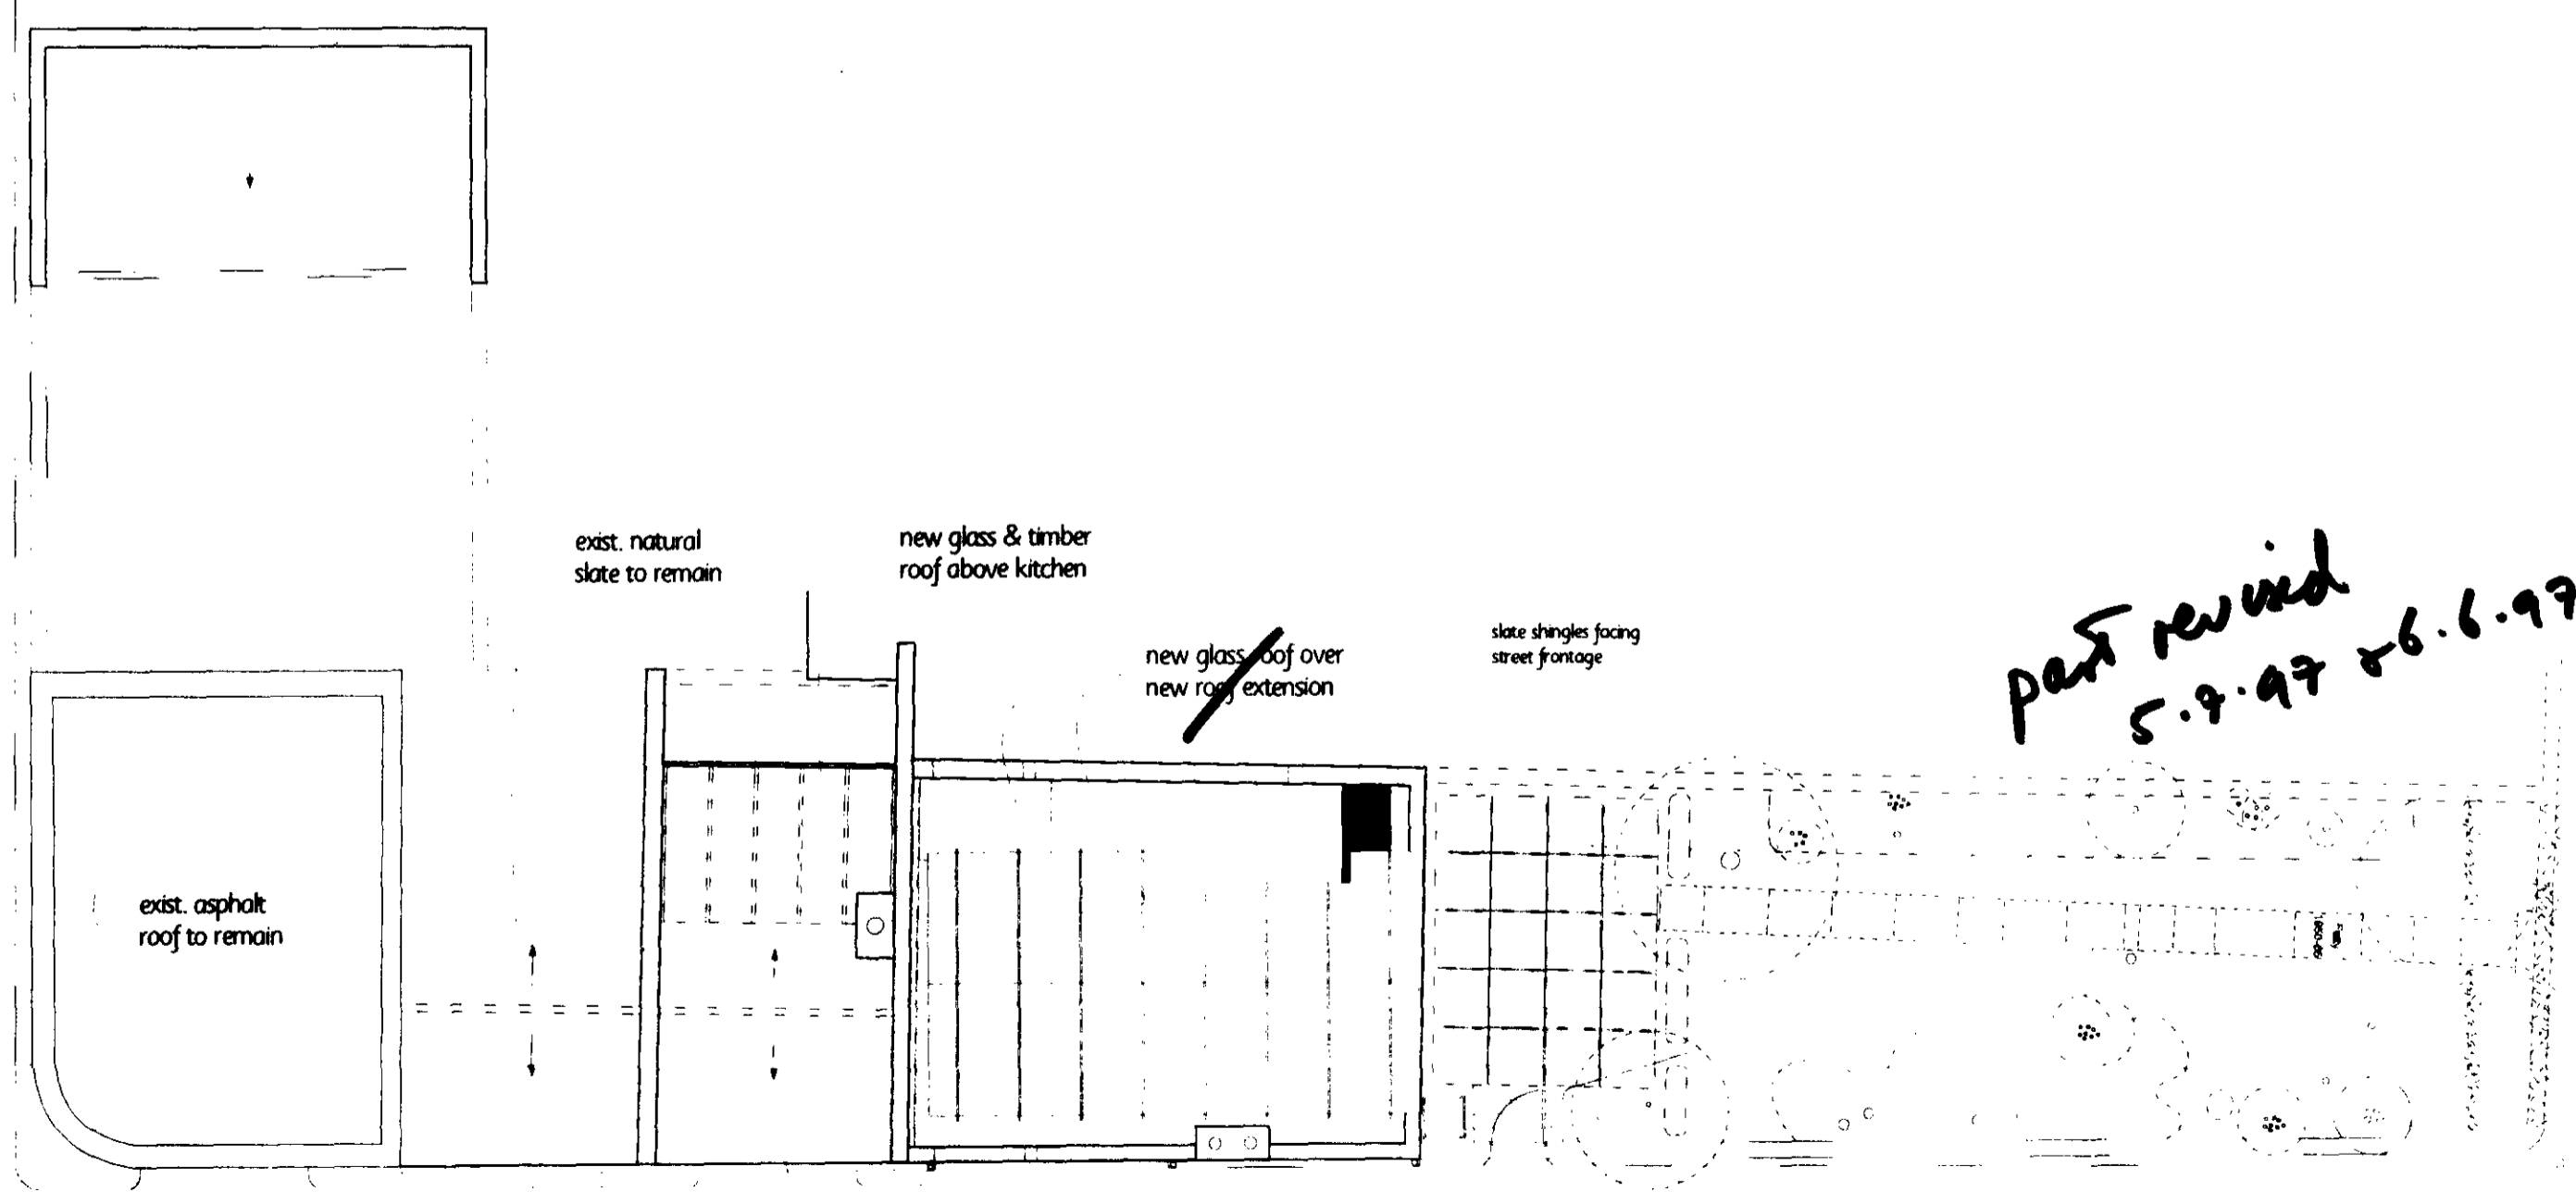 exist. natural
slate to remain
new glass & timber
roof above kitchen
new glass roof over
new roof extension
slate shingles facing
street frontage
part revised
5.7.97 & 6.6.97
exist. asphalt
roof to remain